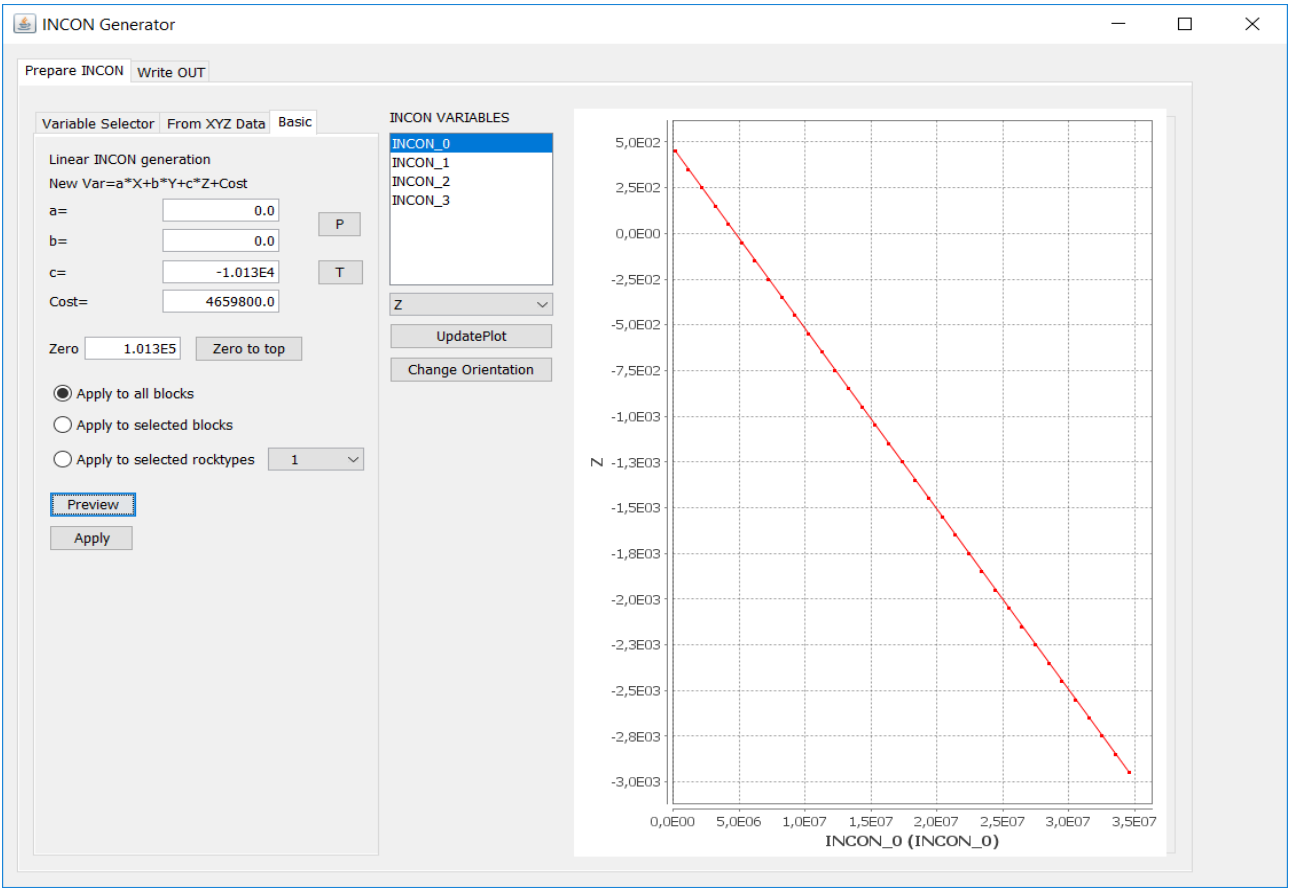 INCON Generator
Prepare INCON
Write OUT
Variable Selector
From XYZ Data
Basic
Linear INCON generation
New Var=a*X+b*Y+c*Z+Cost
a=
0.0
b=
0.0
P
c=
-1.013E4
T
Cost=
4659800.0
Zero
1.013E5
Zero to top
Apply to all blocks
Apply to selected blocks
Apply to selected rocktypes
1
Preview
Apply
INCON VARIABLES
INCON_0
INCON_1
INCON_2
INCON_3
Z
UpdatePlot
Change Orientation
5,0E02
2,5E02
0,0E00
-2,5E02
-5,0E02
-7,5E02
-1,0E03
Z
-1,3E03
-1,5E03
-1,8E03
-2,0E03
-2,3E03
-2,5E03
-2,8E03
-3,0E03
0,0E00 5,0E06 1,0E07 1,5E07 2,0E07 2,5E07 3,0E07 3,5E07
INCON_0 (INCON_0)